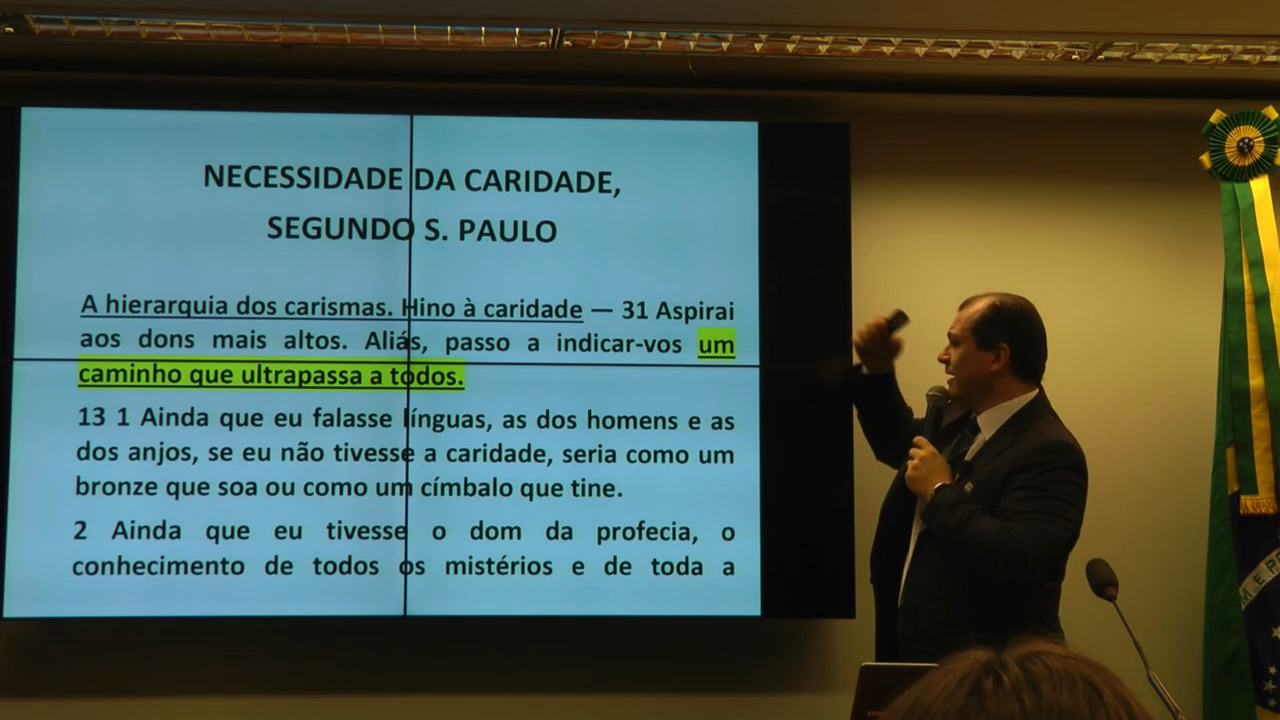 NECESSIDADE DA CARIDADE,
SEGUNDO S. PAULO
A hierarquia dos carismas. Hino à caridade — 31 Aspirai
aos dons mais altos. Aliás, passo a indicar-vos um
caminho que ultrapassa a todos.
13 1 Ainda que eu falasse línguas, as dos homens e as
dos anjos, se eu não tivesse a caridade, seria como um
bronze que soa ou como um címbalo que tine.
2 Ainda que eu tivesse o dom da profecia, o
conhecimento de todos os mistérios e de toda a